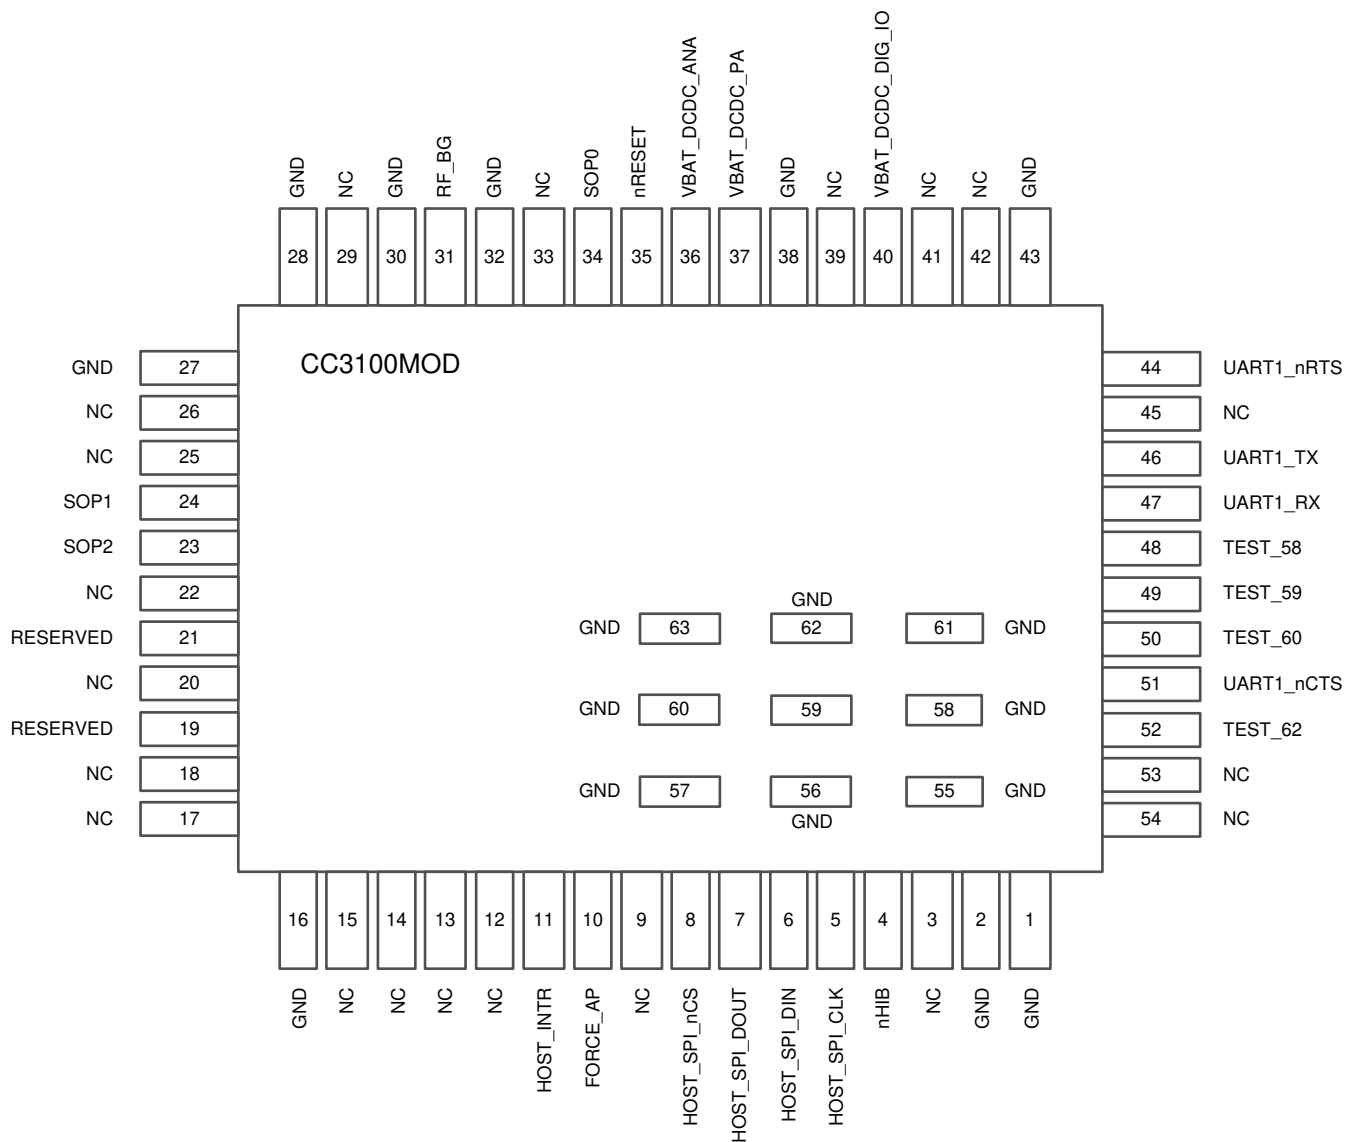 GND NC GND RF_BG GND NC SOP0 nRESET VBAT_DCDC_ANA VBAT_DCDC_PA GND NC VBAT_DCDC_DIG_IO NC NC GND
28 29 30 31 32 33 34 35 36 37 38 39 40 41 42 43
CC3100MOD
GND 27 44 UART1_nRTS
NC 26 45 NC
NC 25 46 UART1_TX
SOP1 24 47 UART1_RX
SOP2 23 48 TEST_58
NC 22 49 TEST_59
GND
RESERVED 21 GND 63 62 61 GND 50 TEST_60
NC 20 51 UART1_nCTS
RESERVED 19 GND 60 59 58 GND 52 TEST_62
NC 18 53 NC
GND 57 56 55 GND
NC 17 GND 54 NC
16 15 14 13 12 11 10 9 8 7 6 5 4 3 2 1
GND NC NC NC NC HOST_INTR FORCE_AP NC HOST_SPI_nCS HOST_SPI_DOUT HOST_SPI_DIN HOST_SPI_CLK nHIB NC GND GND